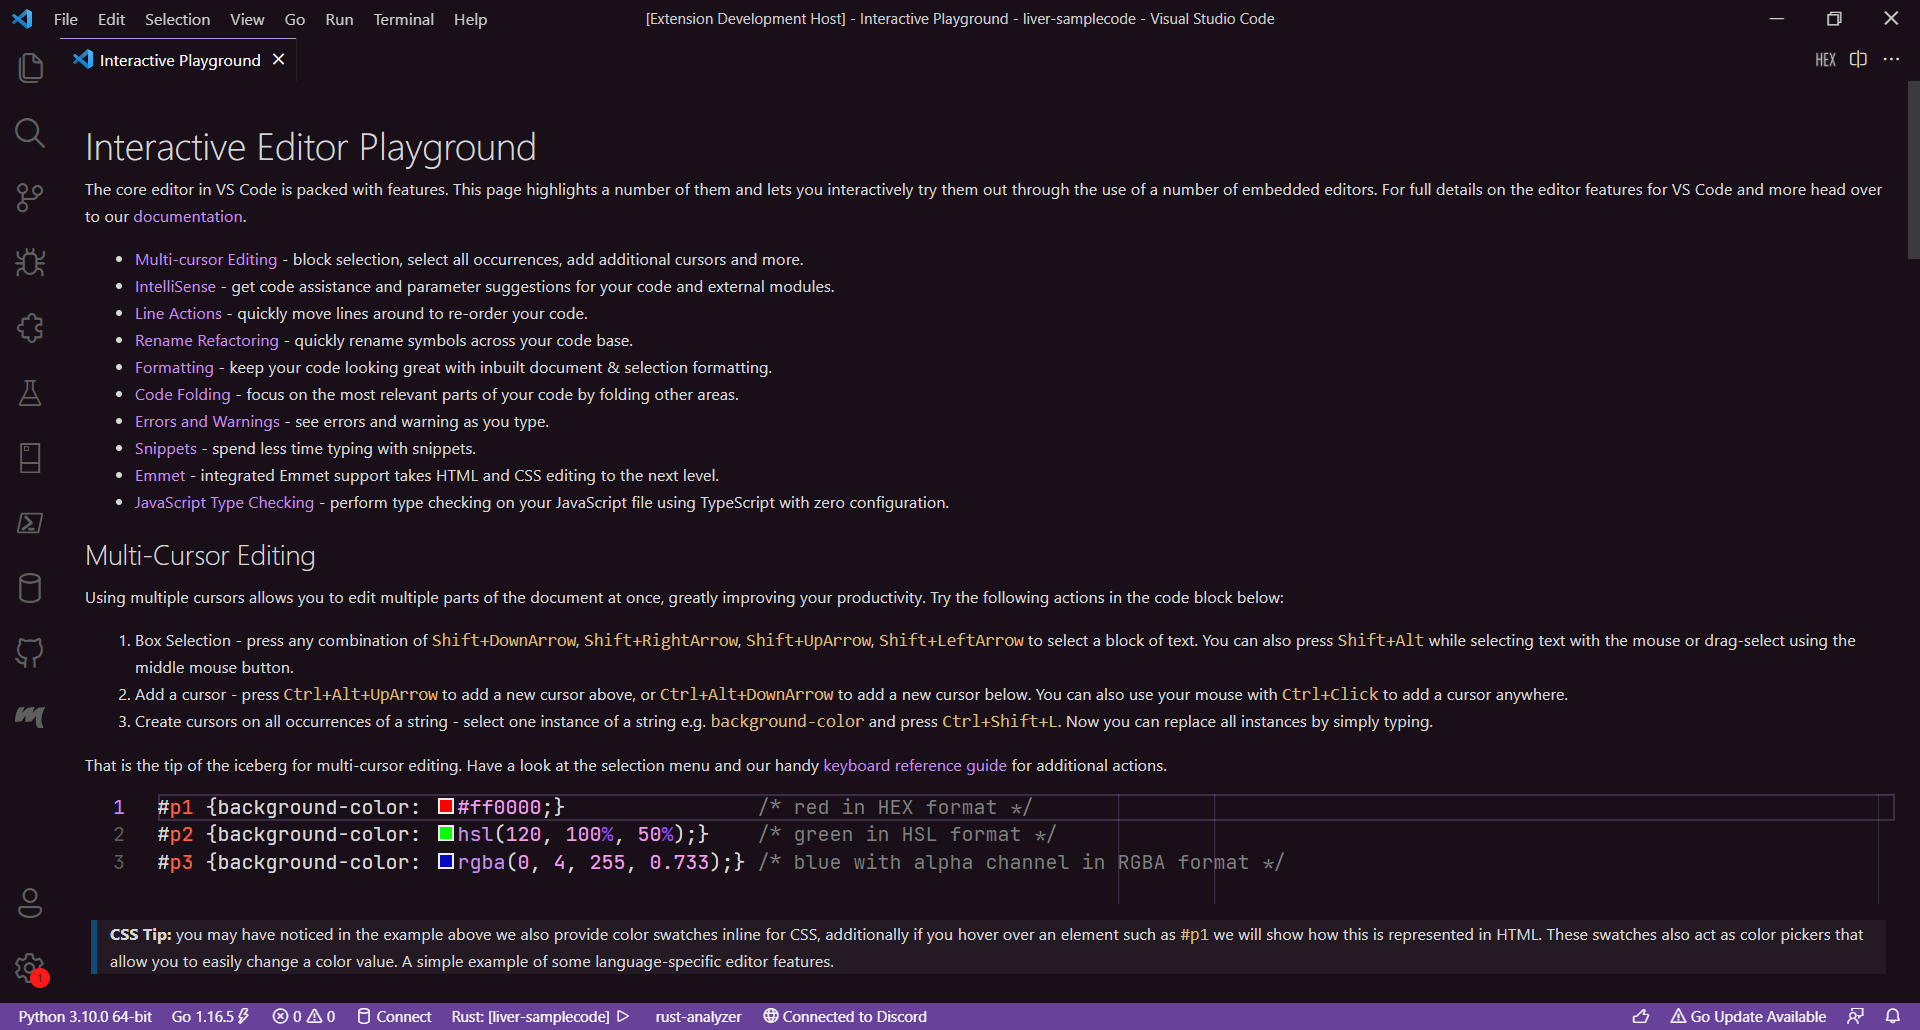 File Edit Selection View Go Run Terminal Help
[Extension Development Host] - Interactive Playground - liver-samplecode - Visual Studio Code
Interactive Playground
HEX
Interactive Editor Playground
The core editor in VS Code is packed with features. This page highlights a number of them and lets you interactively try them out through the use of a number of embedded editors. For full details on the editor features for VS Code and more head over
to our documentation.
• Multi-cursor Editing - block selection, select all occurrences, add additional cursors and more.
• IntelliSense - get code assistance and parameter suggestions for your code and external modules.
• Line Actions - quickly move lines around to re-order your code.
• Rename Refactoring - quickly rename symbols across your code base.
• Formatting - keep your code looking great with inbuilt document & selection formatting.
• Code Folding - focus on the most relevant parts of your code by folding other areas.
• Errors and Warnings - see errors and warning as you type.
• Snippets - spend less time typing with snippets.
• Emmet - integrated Emmet support takes HTML and CSS editing to the next level.
• JavaScript Type Checking - perform type checking on your JavaScript file using TypeScript with zero configuration.
Multi-Cursor Editing
Using multiple cursors allows you to edit multiple parts of the document at once, greatly improving your productivity. Try the following actions in the code block below:
1. Box Selection - press any combination of Shift+DownArrow, Shift+RightArrow, Shift+UpArrow, Shift+LeftArrow to select a block of text. You can also press Shift+Alt while selecting text with the mouse or drag-select using the
middle mouse button.
2. Add a cursor - press Ctrl+Alt+UpArrow to add a new cursor above, or Ctrl+Alt+DownArrow to add a new cursor below. You can also use your mouse with Ctrl+Click to add a cursor anywhere.
3. Create cursors on all occurrences of a string - select one instance of a string e.g. background-color and press Ctrl+Shift+L. Now you can replace all instances by simply typing.
That is the tip of the iceberg for multi-cursor editing. Have a look at the selection menu and our handy keyboard reference guide for additional actions.
1 #p1 {background-color: #ff0000;} /* red in HEX format */
2 #p2 {background-color: hsl(120, 100%, 50%);} /* green in HSL format */
3 #p3 {background-color: rgba(0, 4, 255, 0.733);} /* blue with alpha channel in RGBA format */
CSS Tip: you may have noticed in the example above we also provide color swatches inline for CSS, additionally if you hover over an element such as #p1 we will show how this is represented in HTML. These swatches also act as color pickers that
allow you to easily change a color value. A simple example of some language-specific editor features.
1
Python 3.10.0 64-bit Go 1.16.5 0 0 Connect Rust: [liver-samplecode] rust-analyzer Connected to Discord Go Update Available